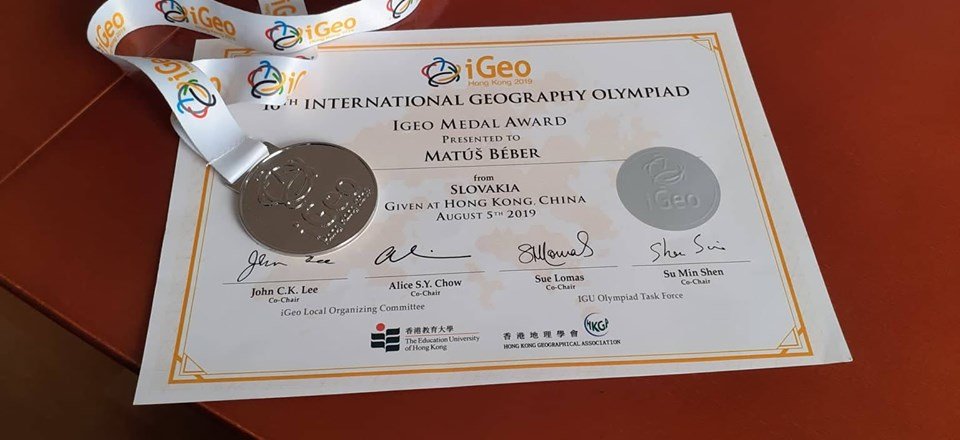 iGeo
iGeo
iGeo
Hong Kong 2019
16TH INTERNATIONAL GEOGRAPHY OLYMPIAD
IGEO MEDAL AWARD
PRESENTED TO
MATÚŠ BÉBER
from
SLOVAKIA
GIVEN AT HONG KONG, CHINA
AUGUST 5TH 2019
iGeo
iGeo
John C.K. Lee
Co-Chair
Alice S.Y. Chow
Co-Chair
Sue Lomas
Co-Chair
Su Min Shen
Co-Chair
iGeo Local Organizing Committee
IGU Olympiad Task Force
香港教育大學
The Education University
of Hong Kong
香港地理學會
HKGA
HONG KONG GEOGRAPHICAL ASSOCIATION